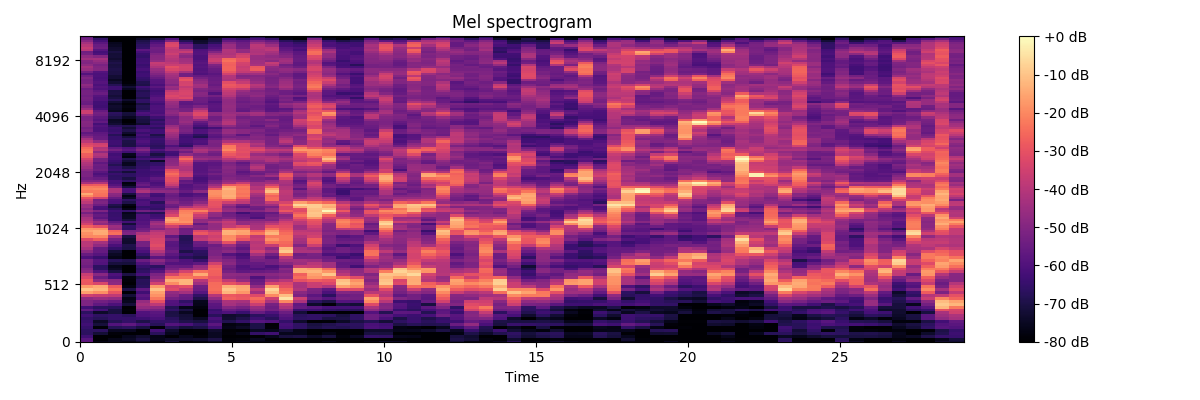 Mel spectrogram
Hz
8192
4096
2048
1024
512
0
0 5 10 15 20 25
Time
+0 dB
-10 dB
-20 dB
-30 dB
-40 dB
-50 dB
-60 dB
-70 dB
-80 dB